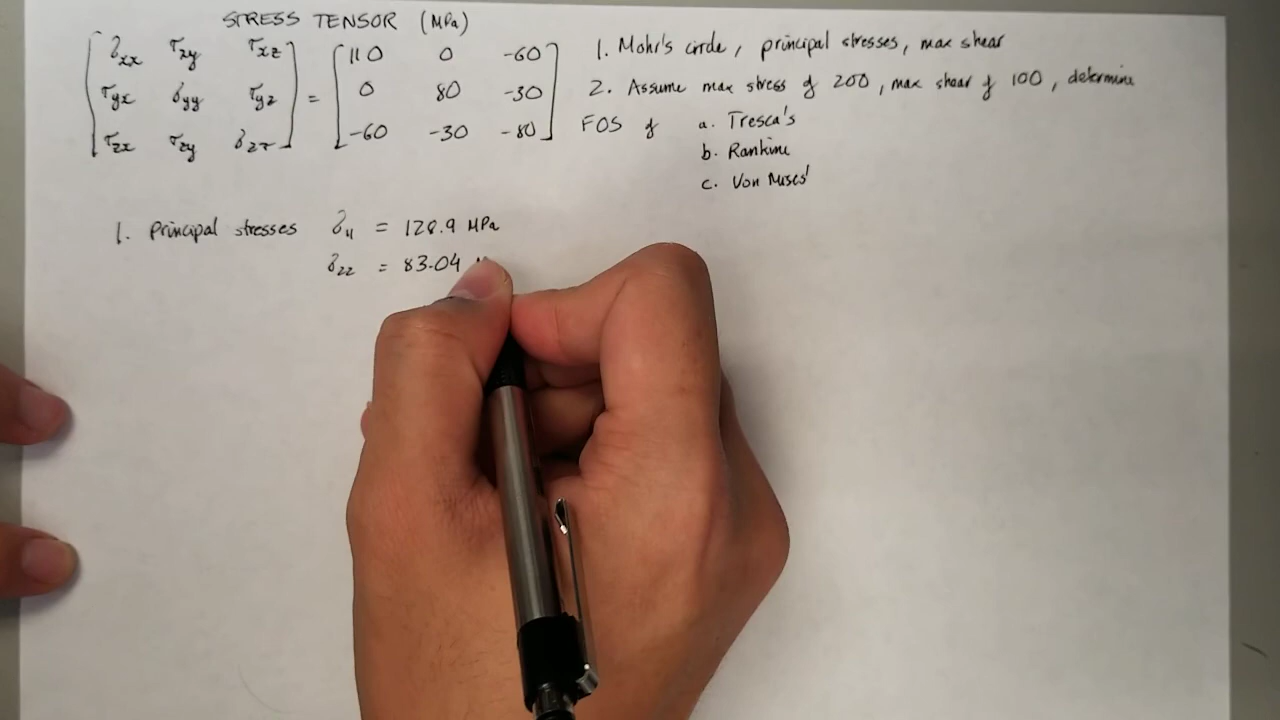 STRESS TENSOR (MPa)
σxx τxy τxz 110 0 -60
τyx σyy τyz = 0 80 -30
τzx τzy σzz -60 -30 -80
1. Mohr's circle, principal stresses, max shear
2. Assume max stress of 200, max shear of 100, determine
FOS of a. Tresca's
b. Rankine
c. Von Mises'
1. Principal stresses σ11 = 128.9 MPa
σ22 = 83.04